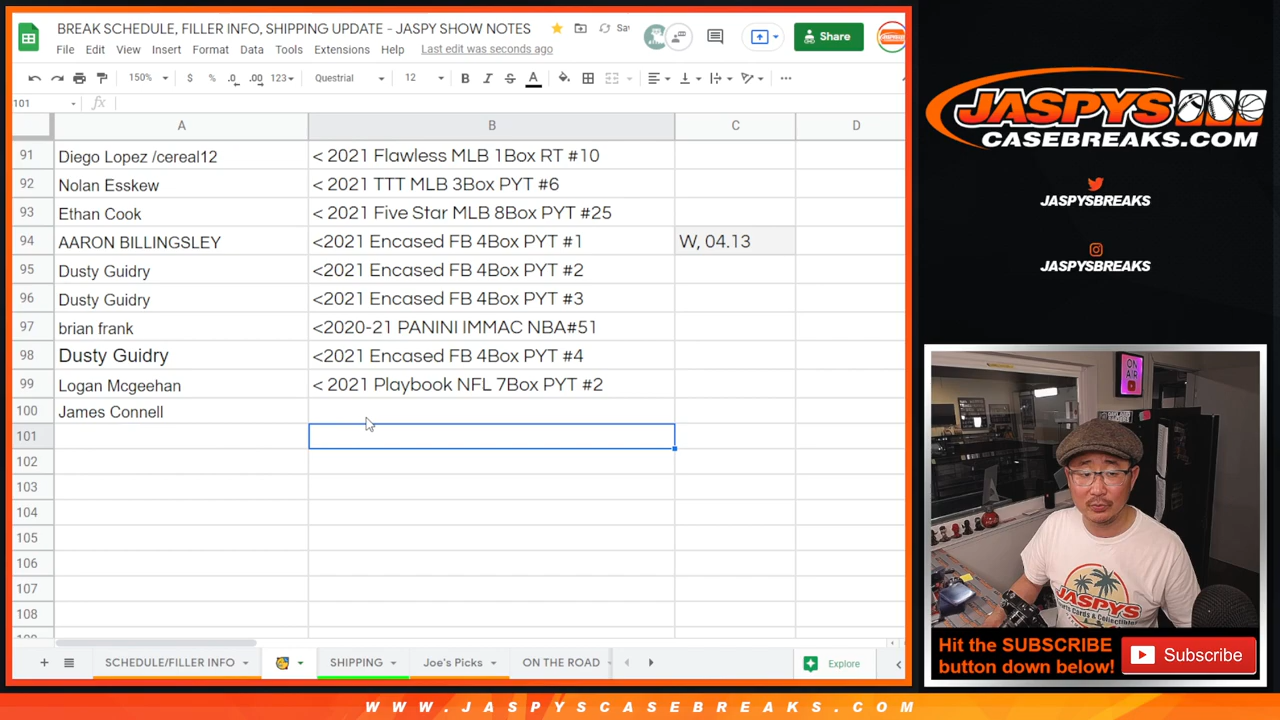 BREAK SCHEDULE, FILLER INFO, SHIPPING UPDATE - JASPY SHOW NOTES
File Edit View Insert Format Data Tools Extensions Help Last edit was seconds ago
Share
150% $ % .0 .00 123 Questrial 12 B I S A
101 fx
A B C D
91 Diego Lopez /cereal12 < 2021 Flawless MLB 1Box RT #10
92 Nolan Esskew < 2021 TTT MLB 3Box PYT #6
93 Ethan Cook < 2021 Five Star MLB 8Box PYT #25
94 AARON BILLINGSLEY <2021 Encased FB 4Box PYT #1 W, 04.13
95 Dusty Guidry <2021 Encased FB 4Box PYT #2
96 Dusty Guidry <2021 Encased FB 4Box PYT #3
97 brian frank <2020-21 PANINI IMMAC NBA#51
98 Dusty Guidry <2021 Encased FB 4Box PYT #4
99 Logan Mcgeehan < 2021 Playbook NFL 7Box PYT #2
100 James Connell
101
102
103
104
105
106
107
108
SCHEDULE/FILLER INFO SHIPPING Joe's Picks ON THE ROAD Explore
JASPYS
CASEBREAKS.COM
JASPYSBREAKS
JASPYSBREAKS
ON AIR
JASPYS
Hit the SUBSCRIBE
button down below!
Subscribe
WWW.JASPYSCASEBREAKS.COM